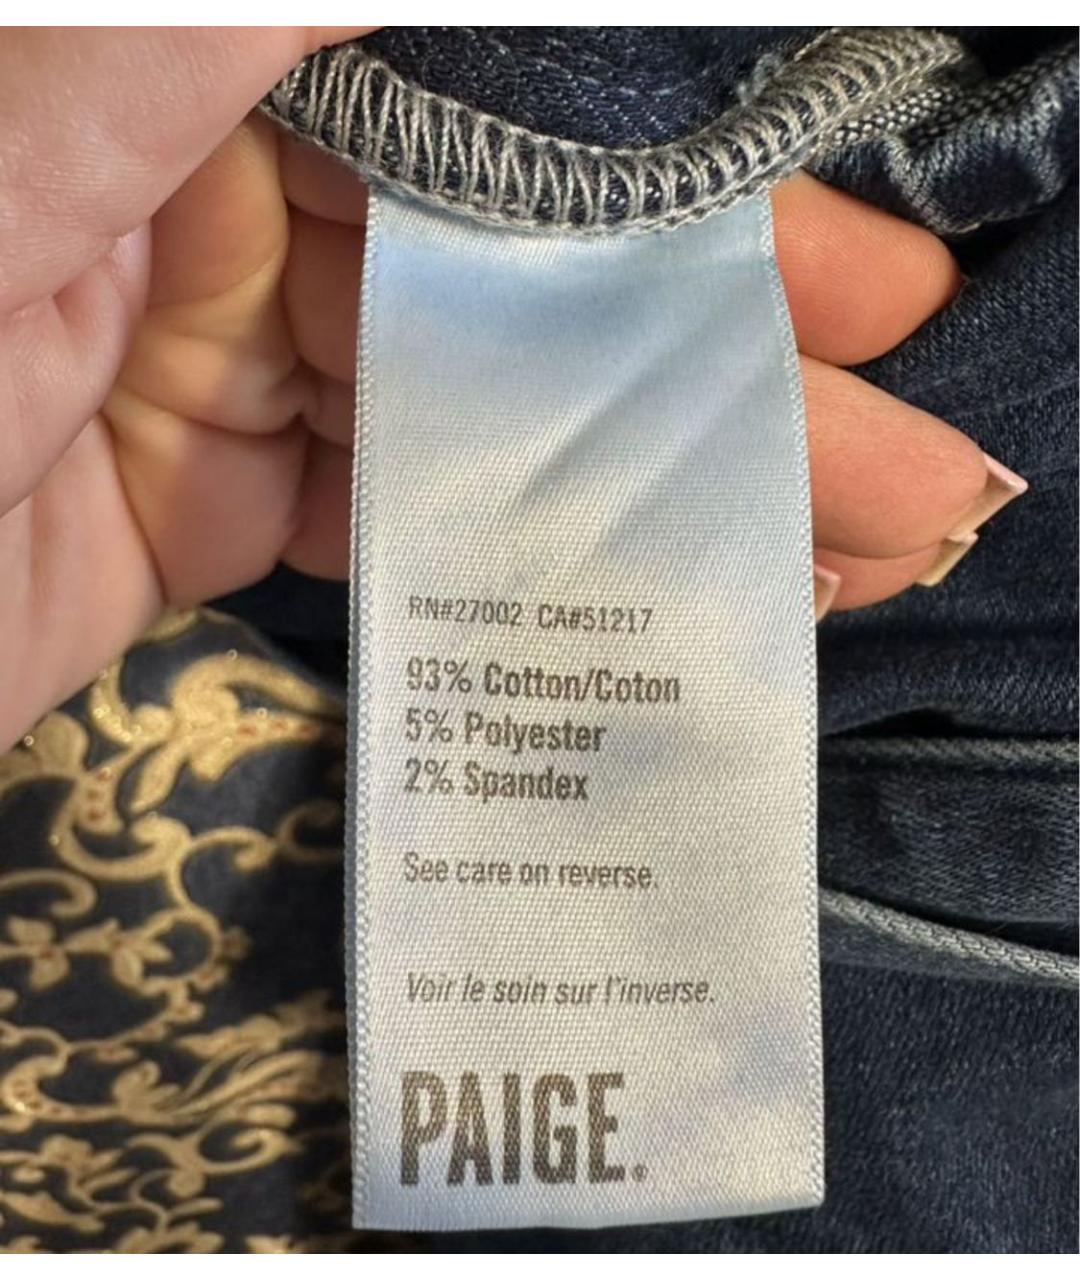 RN#27002 CA#51217
93% Cotton/Coton
5% Polyester
2% Spandex
See care on reverse.
Voir le soin sur l'inverse.
PAIGE.